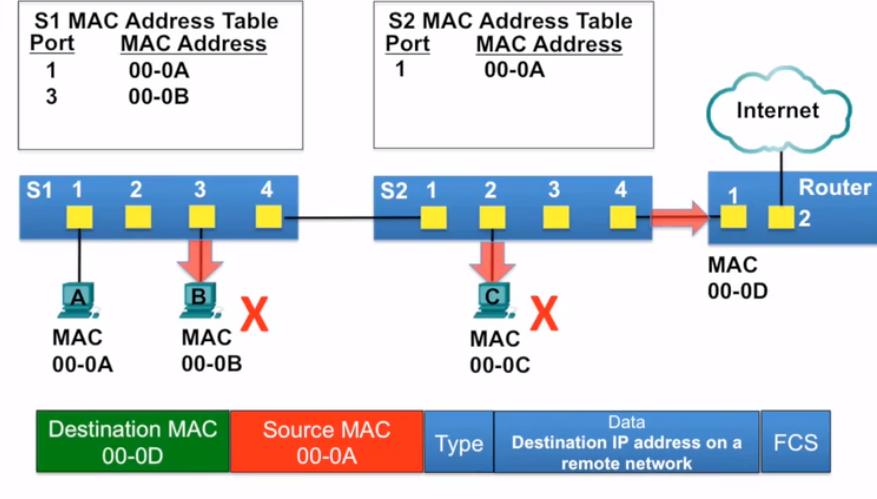 S1 MAC Address Table
Port MAC Address
1 00-0A
3 00-0B
S2 MAC Address Table
Port MAC Address
1 00-0A
Internet
S1 1 2 3 4
S2 1 2 3 4
1 Router
2
MAC
00-0D
A
MAC
00-0A
B X
MAC
00-0B
C X
MAC
00-0C
Destination MAC
00-0D
Source MAC
00-0A
Type
Data
Destination IP address on a
remote network
FCS